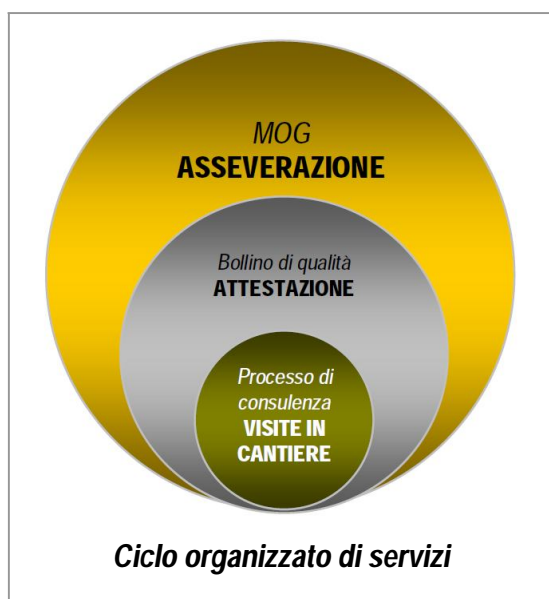 MOG
ASSEVERAZIONE
Bollino di qualità
ATTESTAZIONE
Processo di
consulenza
VISITE IN
CANTIERE
Ciclo organizzato di servizi